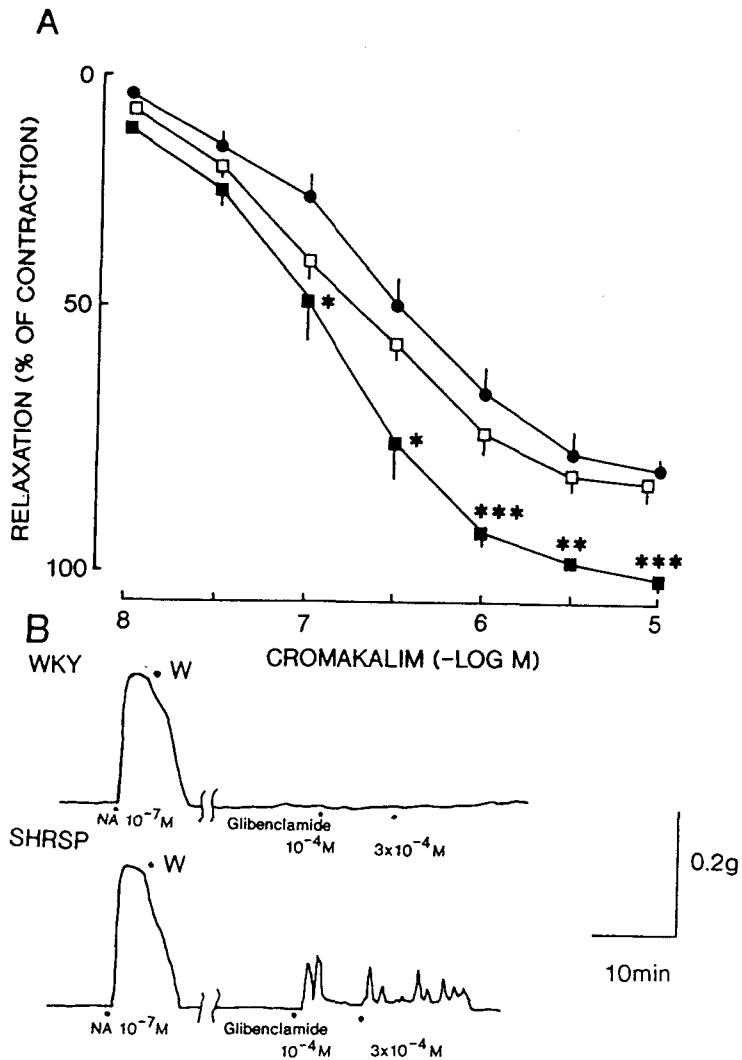 A
0
50
100
RELAXATION (% OF CONTRACTION)
*
*
***
**
***
8 7 6 5
CROMAKALIM (-LOG M)
B
WKY
W
NA 10⁻⁷M
Glibenclamide
10⁻⁴M
3x10⁻⁴M
SHRSP
W
NA 10⁻⁷M
Glibenclamide
10⁻⁴M
3x10⁻⁴M
0.2g
10min